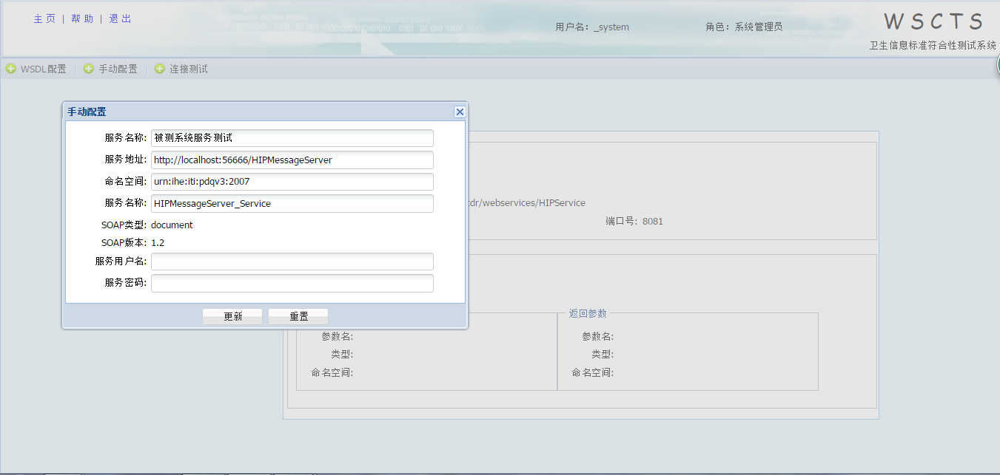 主 页 | 帮 助 | 退 出
用户名: _system
角色: 系统管理员
WSCTS
卫生信息标准符合性测试系统
WSDL配置
手动配置
连接测试
手动配置
服务名称: 被测系统服务测试
服务地址: http://localhost:56666/HIPMessageServer
命名空间: urn:ihe:iti:pdqv3:2007
服务名称: HIPMessageServer_Service
SOAP类型: document
SOAP版本: 1.2
服务用户名:
服务密码:
更新
重置
dr/webservices/HIPService
端口号: 8081
返回参数
参数名:
参数名:
类型:
类型:
命名空间:
命名空间: